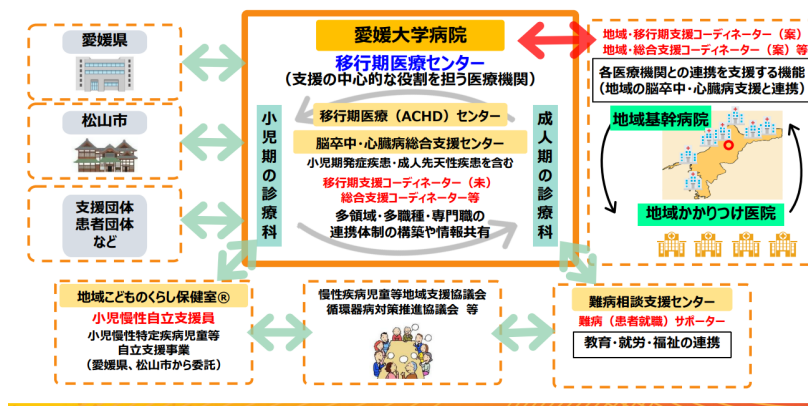 愛媛県
松山市
支援団体
患者団体
など
愛媛大学病院
移行期医療センター
(支援の中心的な役割を担う医療機関)
小児期の診療科
成人期の診療科
移行期医療(ACHD)センター
脳卒中・心臓病総合支援センター
小児期発症疾患・成人先天性疾患を含む
移行期支援コーディネーター(未)
総合支援コーディネーター等
多領域・多職種・専門職の
連携体制の構築や情報共有
地域・移行期支援コーディネーター(案)
地域・総合支援コーディネーター(案)等
各医療機関との連携を支援する機能
(地域の脳卒中・心臓病支援と連携)
地域基幹病院
地域かかりつけ医院
地域こどものくらし保健室®
小児慢性自立支援員
小児慢性特定疾病児童等
自立支援事業
(愛媛県、松山市から委託)
慢性疾病児童等地域支援協議会
循環器病対策推進協議会 等
難病相談支援センター
難病(患者就職)サポーター
教育・就労・福祉の連携